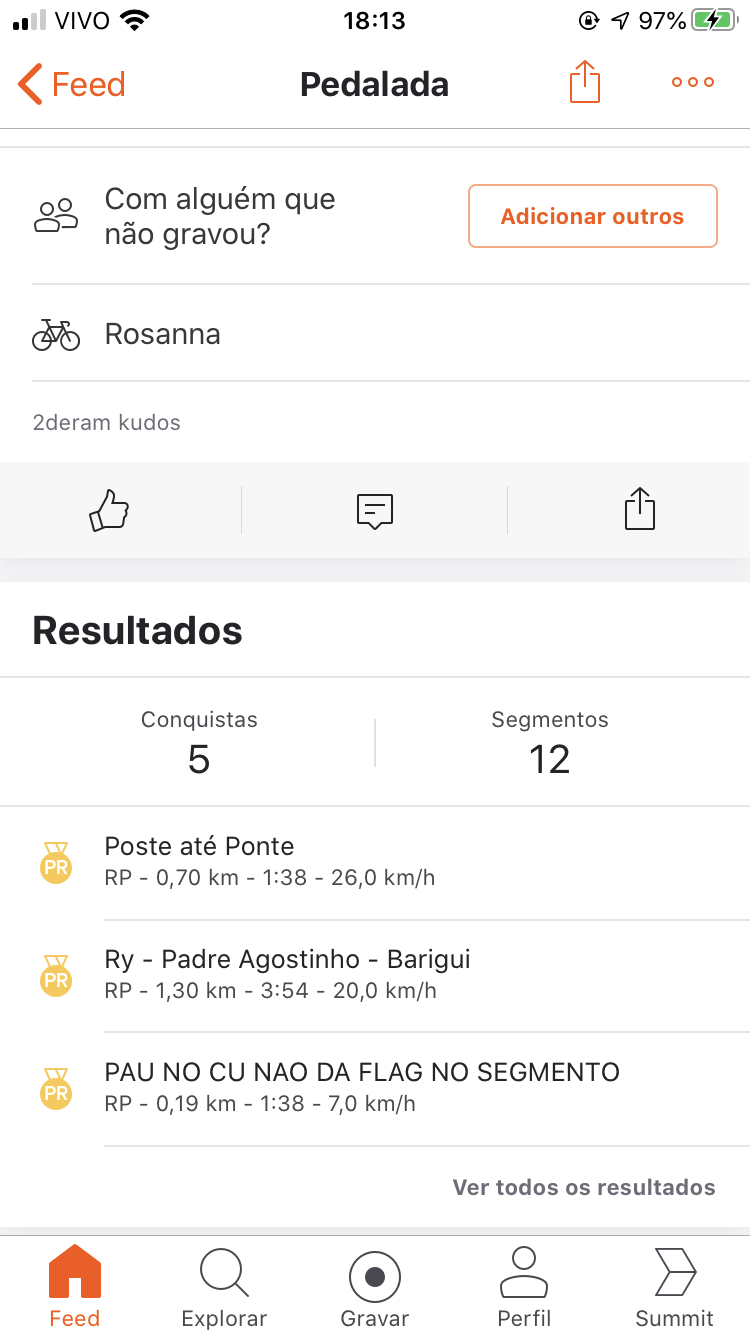 VIVO 18:13 97%
Feed Pedalada
Com alguém que
não gravou?
Adicionar outros
Rosanna
2deram kudos
Resultados
Conquistas Segmentos
5 12
Poste até Ponte
PR
RP - 0,70 km - 1:38 - 26,0 km/h
Ry - Padre Agostinho - Barigui
PR
RP - 1,30 km - 3:54 - 20,0 km/h
PAU NO CU NAO DA FLAG NO SEGMENTO
PR
RP - 0,19 km - 1:38 - 7,0 km/h
Ver todos os resultados
Feed Explorar Gravar Perfil Summit